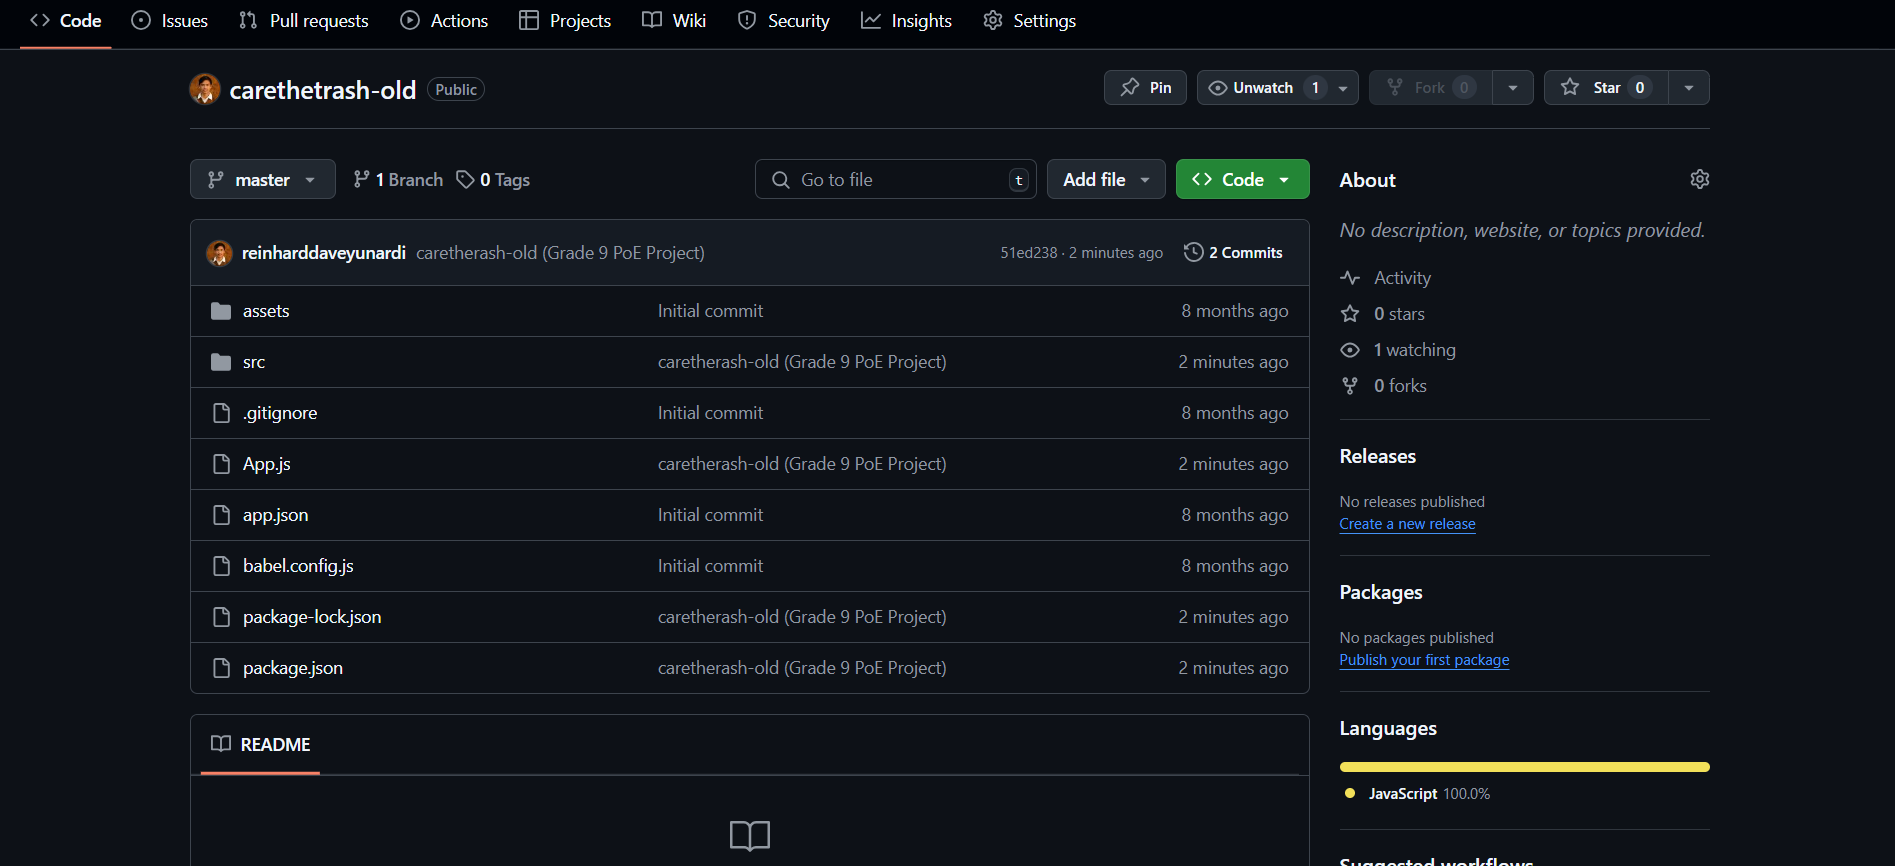 Code Issues Pull requests Actions Projects Wiki Security Insights Settings
carethetrash-old Public Pin Unwatch 1 Fork 0 Star 0
master 1 Branch 0 Tags Go to file t Add file Code
reinharddaveyunardi caretherash-old (Grade 9 PoE Project) 51ed238 · 2 minutes ago 2 Commits
assets Initial commit 8 months ago
src caretherash-old (Grade 9 PoE Project) 2 minutes ago
.gitignore Initial commit 8 months ago
App.js caretherash-old (Grade 9 PoE Project) 2 minutes ago
app.json Initial commit 8 months ago
babel.config.js Initial commit 8 months ago
package-lock.json caretherash-old (Grade 9 PoE Project) 2 minutes ago
package.json caretherash-old (Grade 9 PoE Project) 2 minutes ago
README
About
No description, website, or topics provided.
Activity
0 stars
1 watching
0 forks
Releases
No releases published
Create a new release
Packages
No packages published
Publish your first package
Languages
JavaScript 100.0%
Suggested workflows